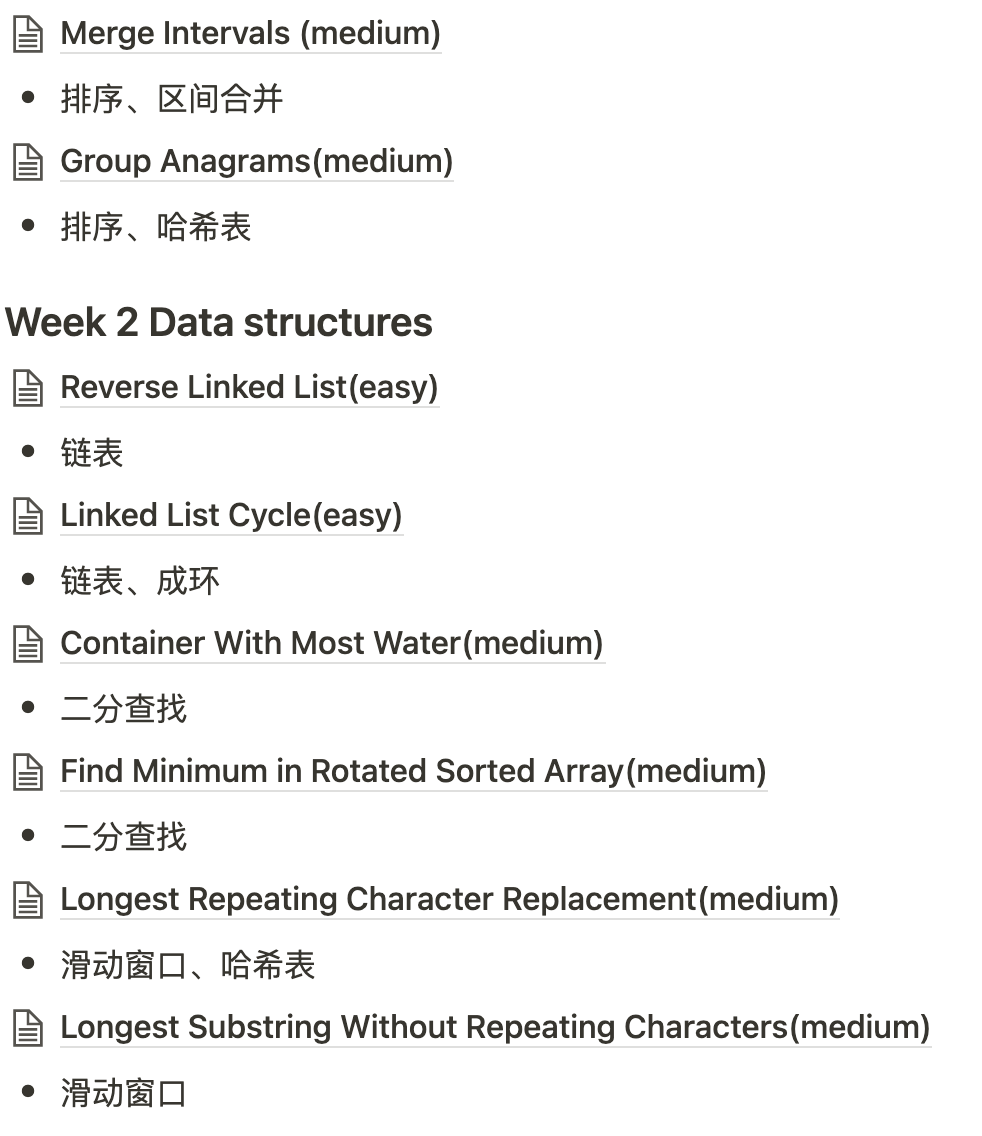 Merge Intervals (medium)
• 排序、区间合并
Group Anagrams(medium)
• 排序、哈希表
Week 2 Data structures
Reverse Linked List(easy)
• 链表
Linked List Cycle(easy)
• 链表、成环
Container With Most Water(medium)
• 二分查找
Find Minimum in Rotated Sorted Array(medium)
• 二分查找
Longest Repeating Character Replacement(medium)
• 滑动窗口、哈希表
Longest Substring Without Repeating Characters(medium)
• 滑动窗口